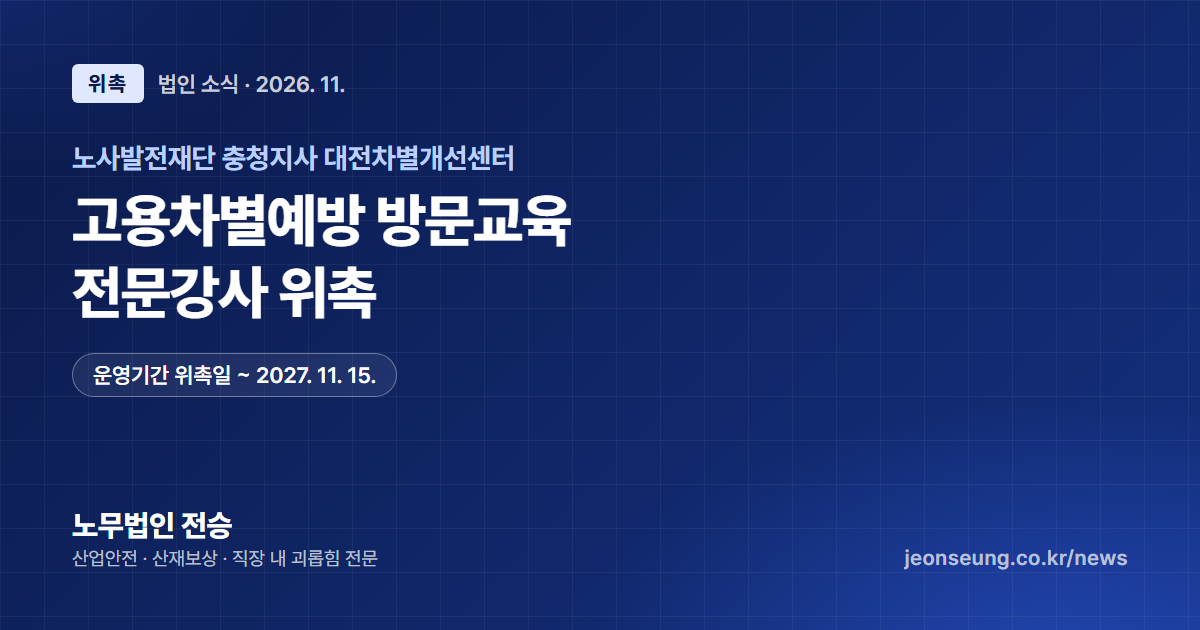 위촉 법인 소식 · 2026. 11.
노사발전재단 충청지사 대전차별개선센터
고용차별예방 방문교육
전문강사 위촉
운영기간 위촉일 ~ 2027. 11. 15.
노무법인 전승
산업안전 · 산재보상 · 직장 내 괴롭힘 전문
jeonseung.co.kr/news